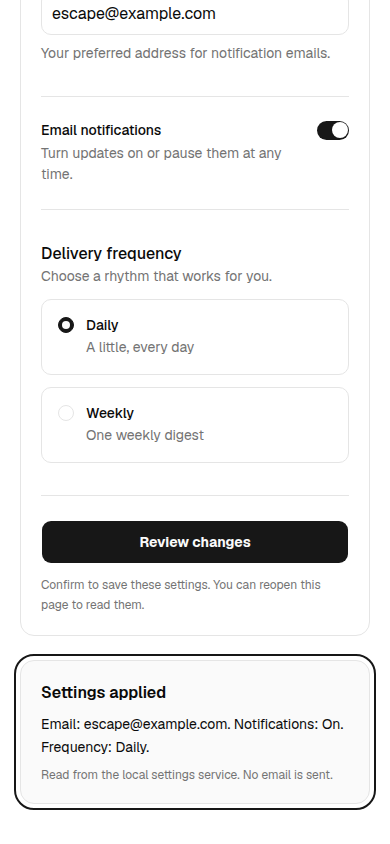 escape@example.com
Your preferred address for notification emails.
Email notifications
Turn updates on or pause them at any
time.
Delivery frequency
Choose a rhythm that works for you.
Daily
A little, every day
Weekly
One weekly digest
Review changes
Confirm to save these settings. You can reopen this
page to read them.
Settings applied
Email: escape@example.com. Notifications: On.
Frequency: Daily.
Read from the local settings service. No email is sent.